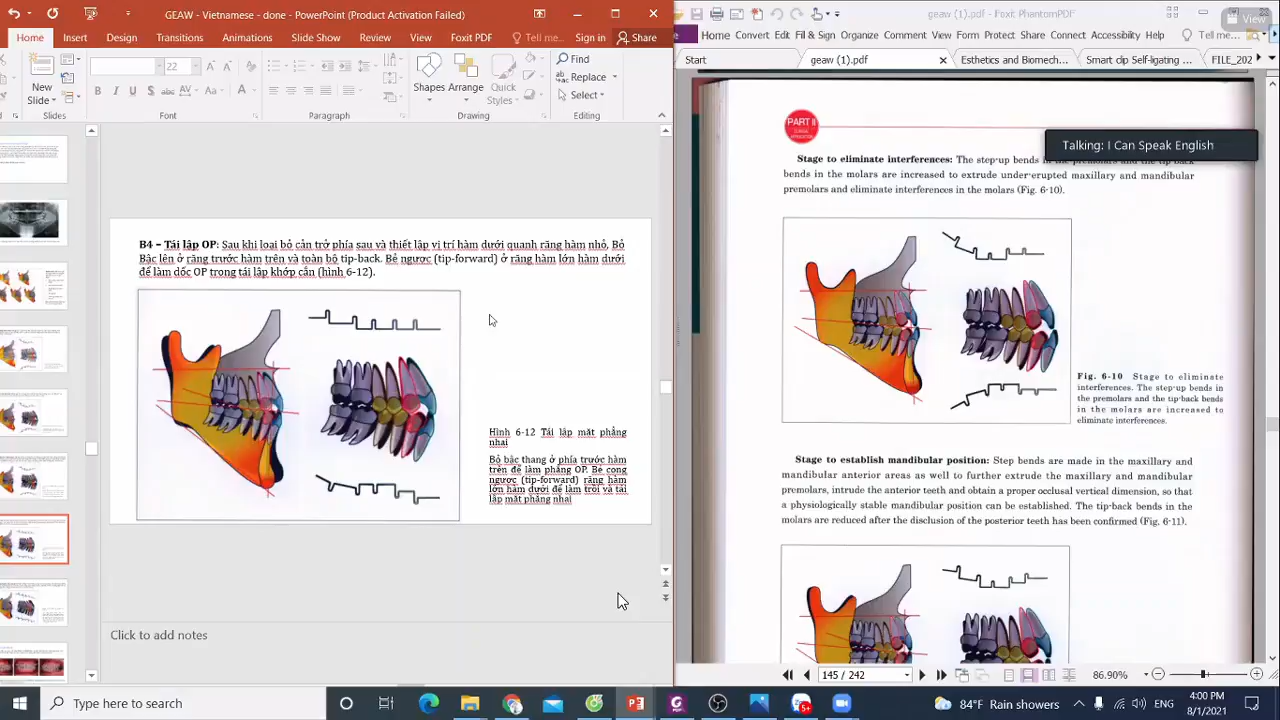 GEAW - Vietnamese - done - PowerPoint (Product Activation Failed)
Home Insert Design Transitions Animations Slide Show Review View Foxit PDF Tell me... Sign in Share
New
Slide
22
B I U S abc AV Aa A
Shapes Arrange Quick
Styles
Find
Replace
Select
Slides Font Paragraph Drawing Editing
B4 – Tái lập OP: Sau khi loại bỏ cản trở phía sau và thiết lập vị trí hàm dưới quanh răng hàm nhỏ, Bỏ
Bậc lên ở răng trước hàm trên và toàn bộ tip-back. Bẻ ngược (tip-forward) ở răng hàm lớn hàm dưới
để làm dốc OP trong tái lập khớp cắn (hình 6-12).
Hình 6-12 Tái lập mặt phẳng
nhai
Bỏ bậc thang ở phía trước hàm
trên để làm phẳng OP. Bẻ cong
ngược (tip-forward) răng hàm
lớn hàm dưới để làm trồi và tái
lập mặt phẳng nhai
Click to add notes
geaw (1).pdf - Foxit PhantomPDF
View
Home Convert Edit Organize Comment View Form Protect Share Connect Accessibility Help Tell me...
Start geaw (1).pdf Esthetics and Biomech... Smart clip Self-ligating ... FILE_202
PART II
CLINICAL
APPLICATION
Talking: I Can Speak English
Stage to eliminate interferences: The step-up bends in the premolars and the tip-back
bends in the molars are increased to extrude under-erupted maxillary and mandibular
premolars and eliminate interferences in the molars (Fig. 6-10).
Fig. 6-10 Stage to eliminate
interferences. The step-up bends in
the premolars and the tip-back bends
in the molars are increased to
eliminate interferences.
Stage to establish mandibular position: Step bends are made in the maxillary and
mandibular anterior areas as well to further extrude the maxillary and mandibular
premolars, intrude the anterior teeth and obtain a proper occlusal vertical dimension, so that
a physiologically stable mandibular position can be established. The tip-back bends in the
molars are reduced after the disclusion of the posterior teeth has been confirmed (Fig. 6-11).
145 / 242
86.90%
Type here to search
84°F Rain showers
ENG
4:00 PM
8/1/2021